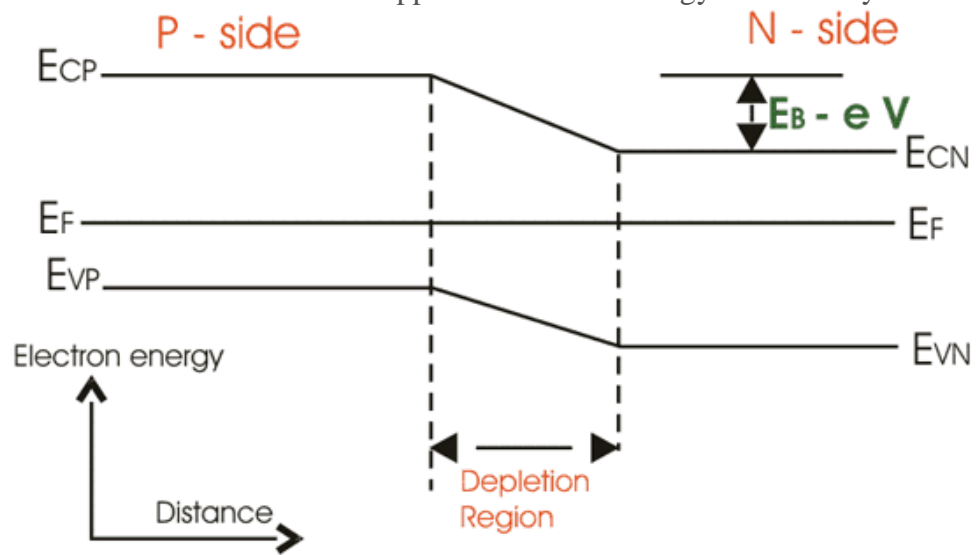 P - side
N - side
ECP
EB - e V
ECN
EF
EF
EVP
EVN
Electron energy
Depletion
Region
Distance